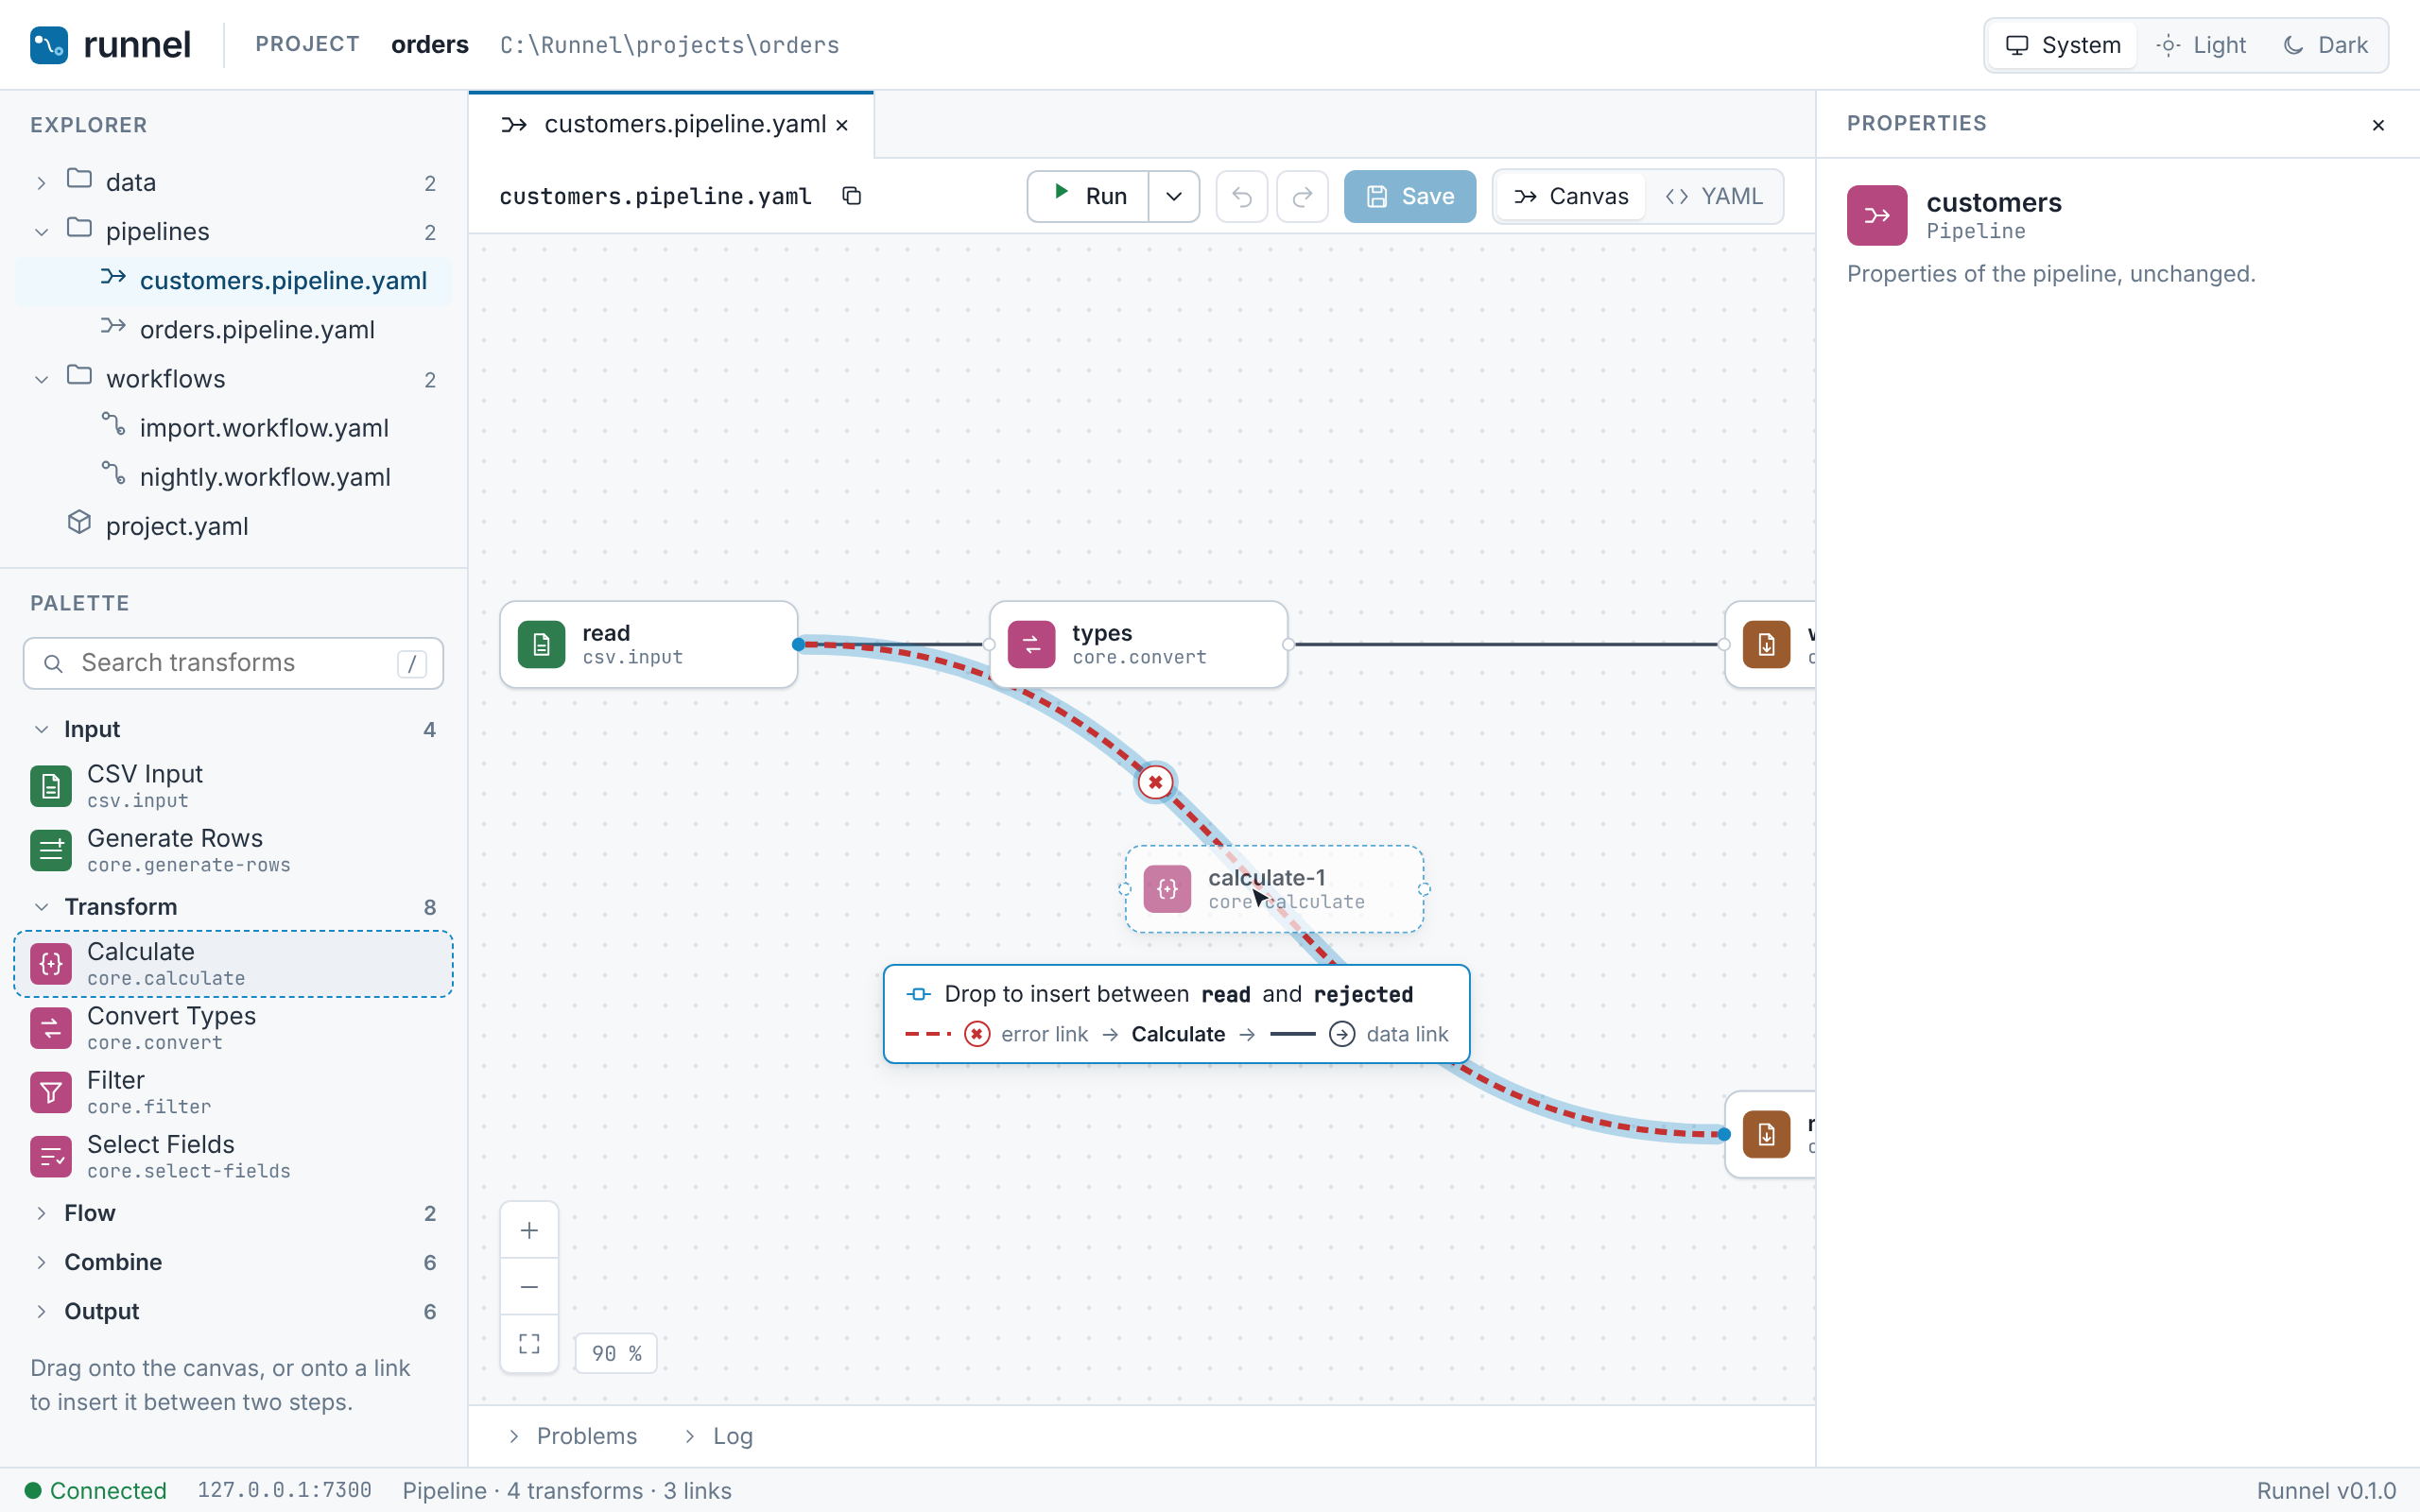 runnel PROJECT orders C:\Runnel\projects\orders System Light Dark
EXPLORER
data 2
pipelines 2
customers.pipeline.yaml
orders.pipeline.yaml
workflows 2
import.workflow.yaml
nightly.workflow.yaml
project.yaml
PALETTE
Search transforms /
Input 4
CSV Input
csv.input
Generate Rows
core.generate-rows
Transform 8
Calculate
core.calculate
Convert Types
core.convert
Filter
core.filter
Select Fields
core.select-fields
Flow 2
Combine 6
Output 6
Drag onto the canvas, or onto a link
to insert it between two steps.
customers.pipeline.yaml
customers.pipeline.yaml Run Save Canvas YAML
read
csv.input
types
core.convert
calculate-1
core.calculate
Drop to insert between read and rejected
error link → Calculate → data link
90 %
Problems Log
PROPERTIES
customers
Pipeline
Properties of the pipeline, unchanged.
Connected 127.0.0.1:7300 Pipeline · 4 transforms · 3 links Runnel v0.1.0